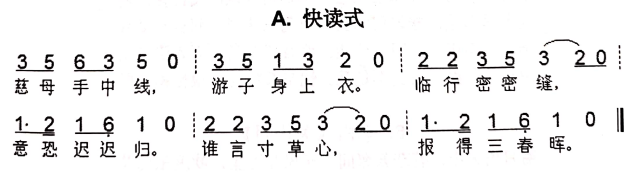 A. 快读式
3 5 6 3 5 0 ┊ 3 5 1 3 2 0 ┊ 2 2 3 5 3 2 0 ┊
慈母手中线, 游子身上衣。 临行密密缝,
1· 2 1 6̣ 1 0 ┊ 2 2 3 5 3 2 0 ┊ 1· 2 1 6̣ 1 0 ‖
意恐迟迟归。 谁言寸草心, 报得三春晖。